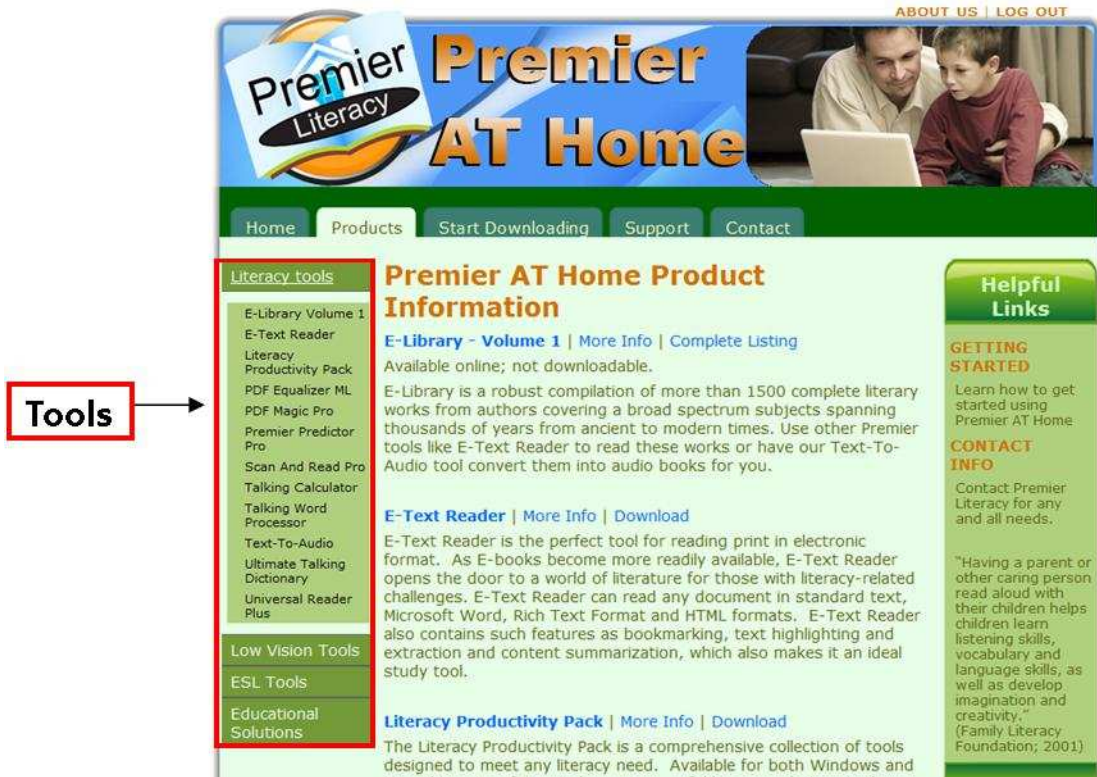 ABOUT US | LOG OUT
Premier
Literacy
Premier
AT Home
Home
Products
Start Downloading
Support
Contact
Tools
Literacy tools
E-Library Volume 1
E-Text Reader
Literacy
Productivity Pack
PDF Equalizer ML
PDF Magic Pro
Premier Predictor
Pro
Scan And Read Pro
Talking Calculator
Talking Word
Processor
Text-To-Audio
Ultimate Talking
Dictionary
Universal Reader
Plus
Low Vision Tools
ESL Tools
Educational
Solutions
Premier AT Home Product
Information
E-Library - Volume 1 | More Info | Complete Listing
Available online; not downloadable.
E-Library is a robust compilation of more than 1500 complete literary
works from authors covering a broad spectrum subjects spanning
thousands of years from ancient to modern times. Use other Premier
tools like E-Text Reader to read these works or have our Text-To-
Audio tool convert them into audio books for you.
E-Text Reader | More Info | Download
E-Text Reader is the perfect tool for reading print in electronic
format. As E-books become more readily available, E-Text Reader
opens the door to a world of literature for those with literacy-related
challenges. E-Text Reader can read any document in standard text,
Microsoft Word, Rich Text Format and HTML formats. E-Text Reader
also contains such features as bookmarking, text highlighting and
extraction and content summarization, which also makes it an ideal
study tool.
Literacy Productivity Pack | More Info | Download
The Literacy Productivity Pack is a comprehensive collection of tools
designed to meet any literacy need. Available for both Windows and
Helpful
Links
GETTING
STARTED
Learn how to get
started using
Premier AT Home
CONTACT
INFO
Contact Premier
Literacy for any
and all needs.
"Having a parent or
other caring person
read aloud with
their children helps
children learn
listening skills,
vocabulary and
language skills, as
well as develop
imagination and
creativity."
(Family Literacy
Foundation; 2001)